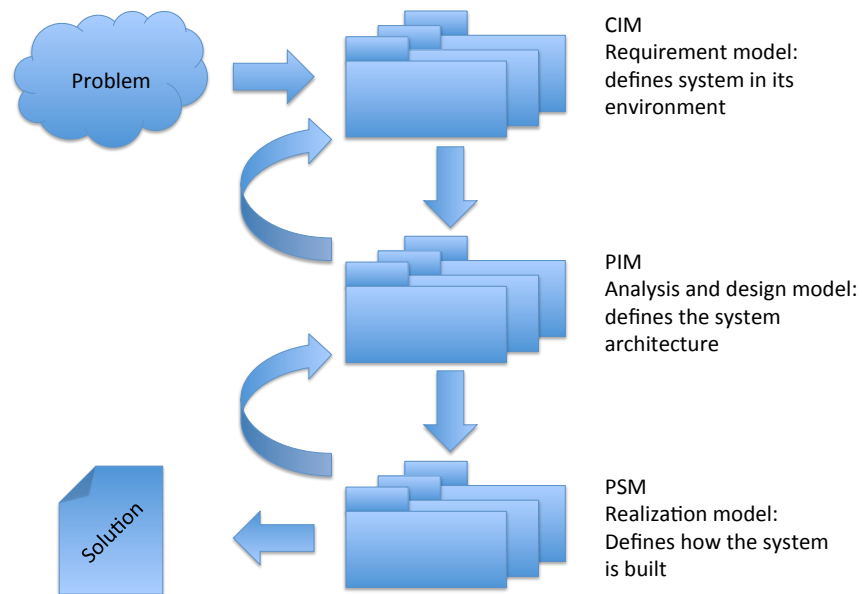 Problem
CIM
Requirement model:
defines system in its
environment
PIM
Analysis and design model:
defines the system
architecture
PSM
Realization model:
Defines how the system
is built
Solution